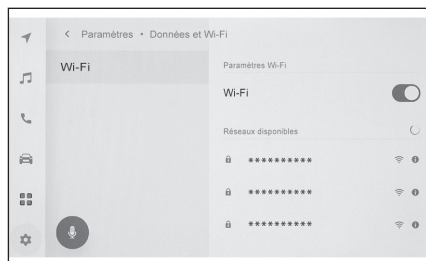 < Paramètres • Données et Wi-Fi
Wi-Fi
Paramètres Wi-Fi
Wi-Fi
Réseaux disponibles
**********
**********
**********